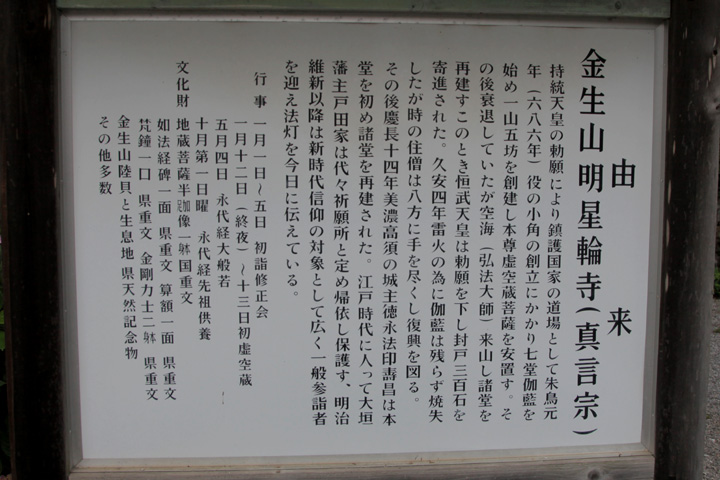 由来
金生山明星輪寺(真言宗)
持統天皇の勅願により鎮護国家の道場として朱鳥元
年(六八六年)役の小角の創立にかかり七堂伽藍を
始め一山五坊を創建し本尊虚空蔵菩薩を安置す。そ
の後衰退していたが空海(弘法大師)来山し諸堂を
再建すこのとき恒武天皇は勅願を下し封戸三百石を
寄進された。久安四年雷火の為に伽藍は残らず焼失
したが時の住僧は八方に手を尽くし復興を図る。
その後慶長十四年美濃高須の城主徳永法印壽昌は本
堂を初め諸堂を再建された。江戸時代に入って大垣
藩主戸田家は代々祈願所と定め帰依し保護す、明治
維新以降は新時代信仰の対象として広く一般参詣者
を迎え法灯を今日に伝えている。
行事 一月一日~五日 初詣修正会
一月十二日(終夜)~十三日初虚空蔵
五月四日 永代経大般若
十月第一日曜 永代経先祖供養
文化財 地蔵菩薩半跏像一躰国重文
如法経碑一面 県重文 算額一面 県重文
梵鐘一口 県重文 金剛力士二躰 県重文
金生山陸貝と生息地 県天然記念物
その他多数